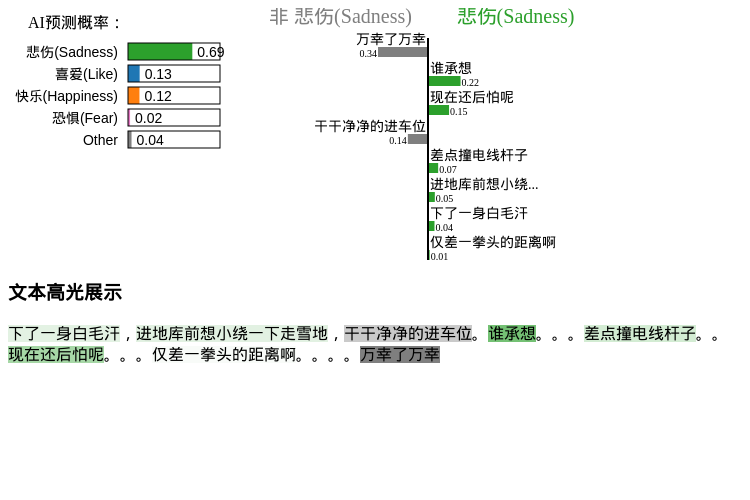 AI预测概率：
悲伤(Sadness) 0.69
喜爱(Like) 0.13
快乐(Happiness) 0.12
恐惧(Fear) 0.02
Other 0.04
非 悲伤(Sadness) 悲伤(Sadness)
万幸了万幸
0.34
谁承想
0.22
现在还后怕呢
0.15
干干净净的进车位
0.14
差点撞电线杆子
0.07
进地库前想小绕...
0.05
下了一身白毛汗
0.04
仅差一拳头的距离啊
0.01
文本高光展示
下了一身白毛汗，进地库前想小绕一下走雪地，干干净净的进车位。谁承想。。。差点撞电线杆子。。
现在还后怕呢。。。仅差一拳头的距离啊。。。。万幸了万幸